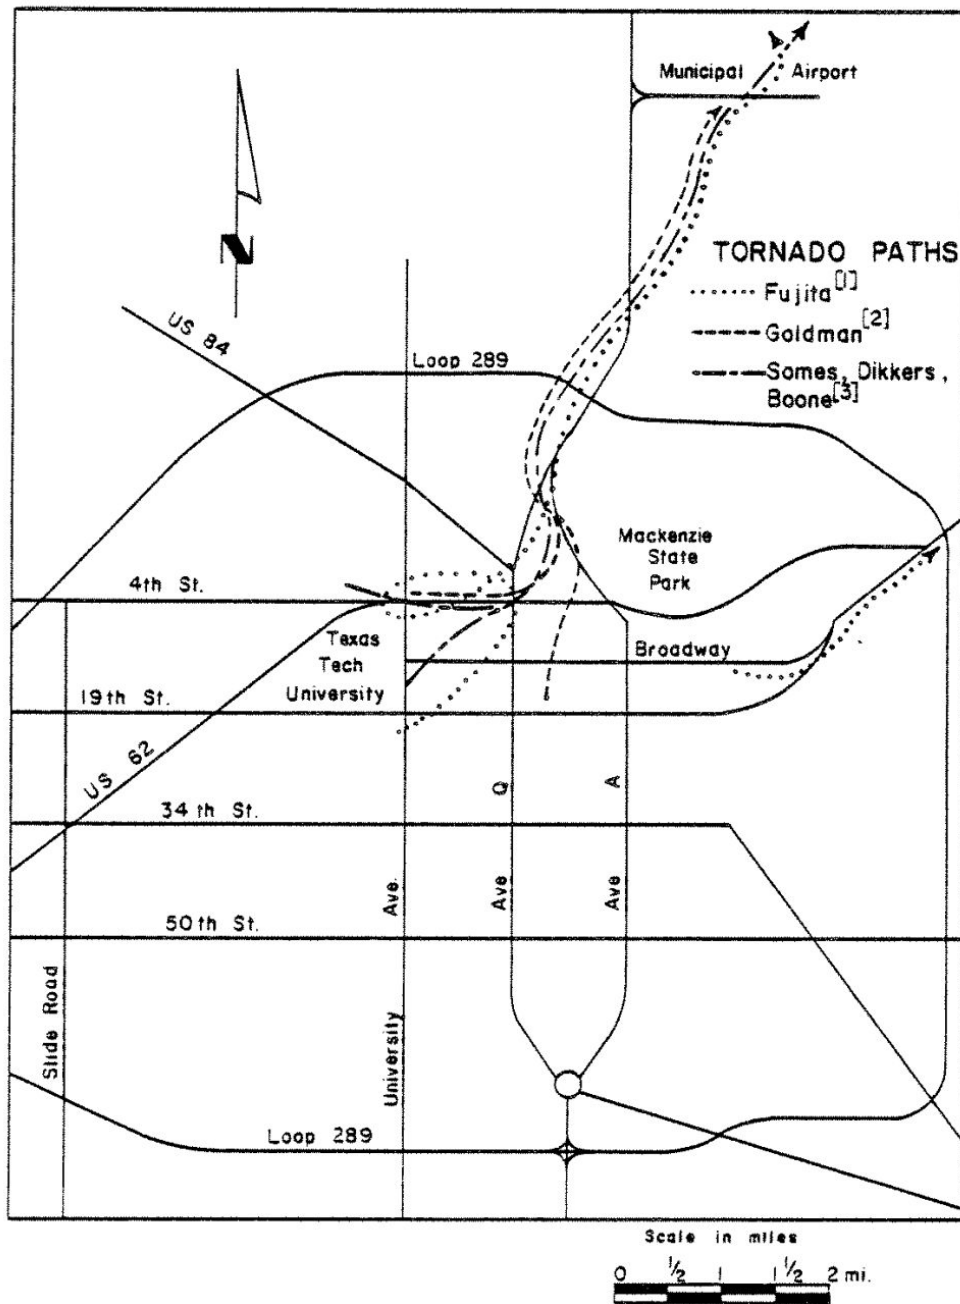 Municipal Airport
N
TORNADO PATHS
Fujita[1]
Goldman[2]
Somes, Dikkers,
Boone[3]
US 84
Loop 289
Mackenzie
State
Park
4th St.
Texas
Tech
University
Broadway
19th St.
US 62
Q
A
34th St.
Ave.
Ave
Ave
50th St.
Slide Road
University
Loop 289
Scale in miles
0 1/2 1 1 1/2 2 mi.